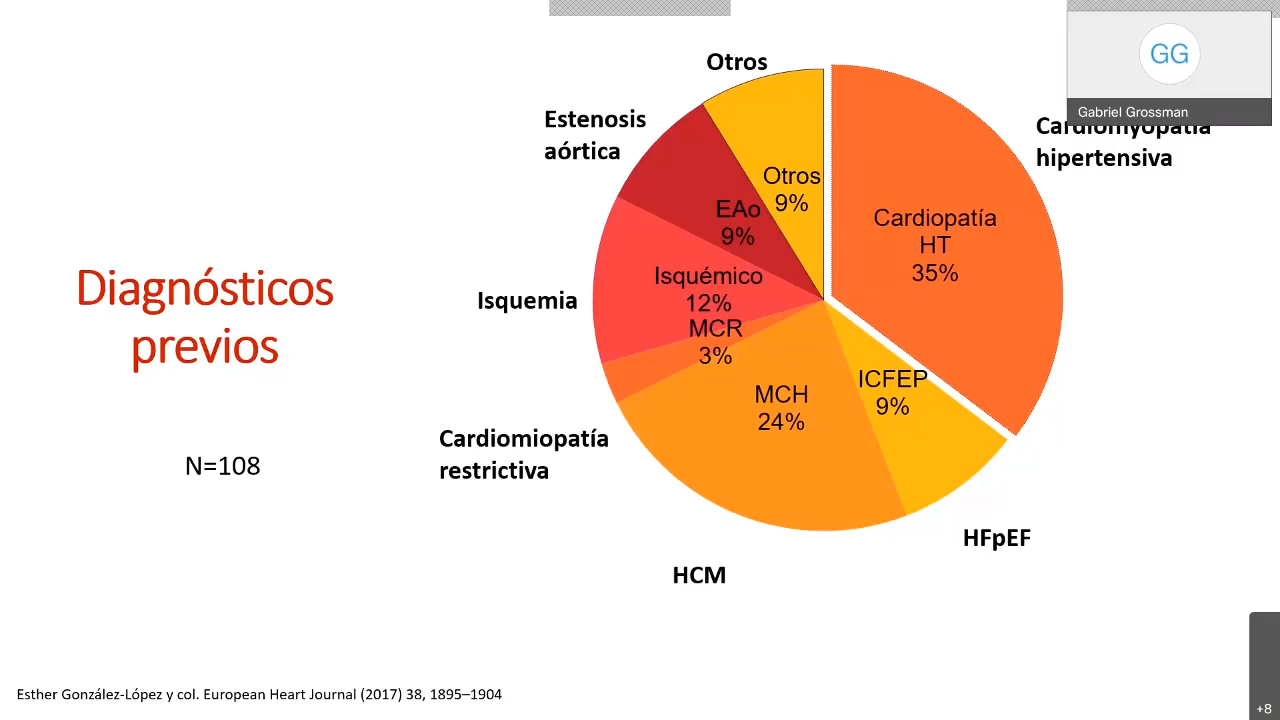 Otros
GG
Gabriel Grossman
Estenosis
aórtica
Cardiomyopatía
hipertensiva
Otros
9%
EAo
9%
Cardiopatía
HT
35%
Diagnósticos
previos
Isquemia
Isquémico
12%
MCR
3%
ICFEP
9%
MCH
24%
Cardiomiopatía
restrictiva
N=108
HFpEF
HCM
Esther González-López y col. European Heart Journal (2017) 38, 1895–1904
+8